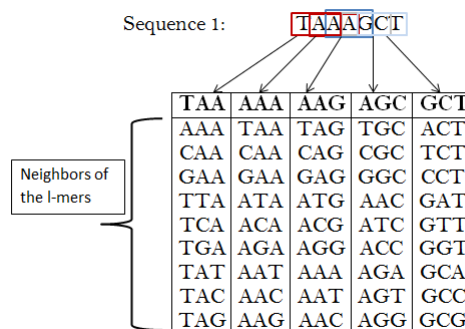 Sequence 1: TAAAGCT
TAA AAA AAG AGC GCT
AAA TAA TAG TGC ACT
CAA CAA CAG CGC TCT
GAA GAA GAG GGC CCT
TTA ATA ATG AAC GAT
TCA ACA ACG ATC GTT
TGA AGA AGG ACC GGT
TAT AAT AAA AGA GCA
TAC AAC AAT AGT GCC
TAG AAG AAC AGG GCG
Neighbors of
the l-mers